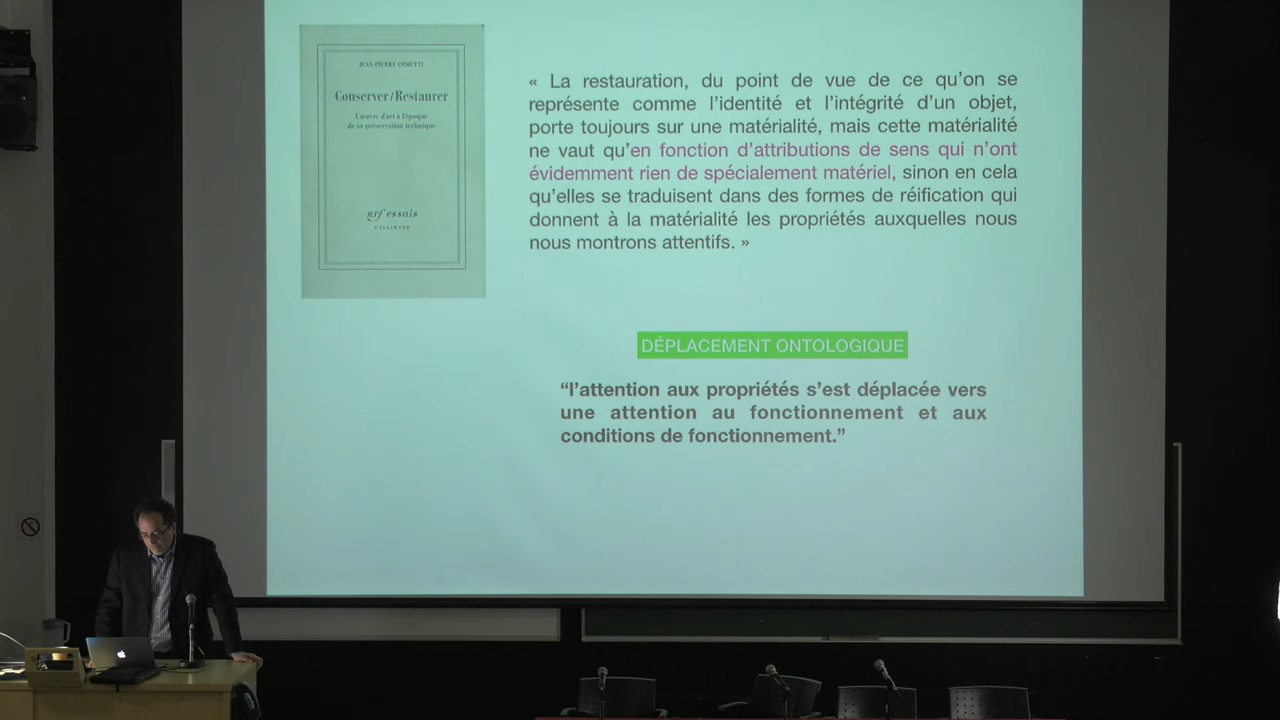 JEAN-PIERRE COMETTI
Conserver/Restaurer
L'œuvre d'art à l'époque
de sa préservation technique
nrf essais
GALLIMARD
« La restauration, du point de vue de ce qu'on se
représente comme l'identité et l'intégrité d'un objet,
porte toujours sur une matérialité, mais cette matérialité
ne vaut qu'en fonction d'attributions de sens qui n'ont
évidemment rien de spécialement matériel, sinon en cela
qu'elles se traduisent dans des formes de réification qui
donnent à la matérialité les propriétés auxquelles nous
nous montrons attentifs. »
DÉPLACEMENT ONTOLOGIQUE
“l'attention aux propriétés s'est déplacée vers
une attention au fonctionnement et aux
conditions de fonctionnement.”